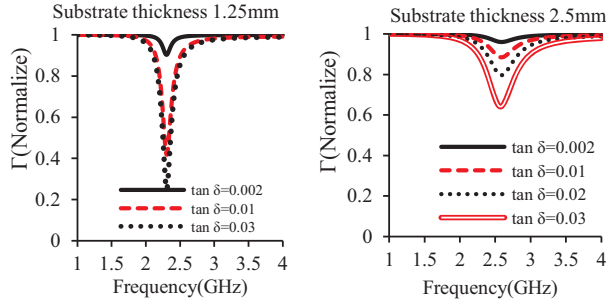 Substrate thickness 1.25mm
1
0.8
0.6
0.4
0.2
0
Γ(Normalize)
tan δ=0.002
tan δ=0.01
tan δ=0.03
1 1.5 2 2.5 3 3.5 4
Frequency(GHz)
Substrate thickness 2.5mm
1
0.8
0.6
0.4
0.2
0
Γ(Normalize)
tan δ=0.002
tan δ=0.01
tan δ=0.02
tan δ=0.03
1 1.5 2 2.5 3 3.5 4
Frequency(GHz)